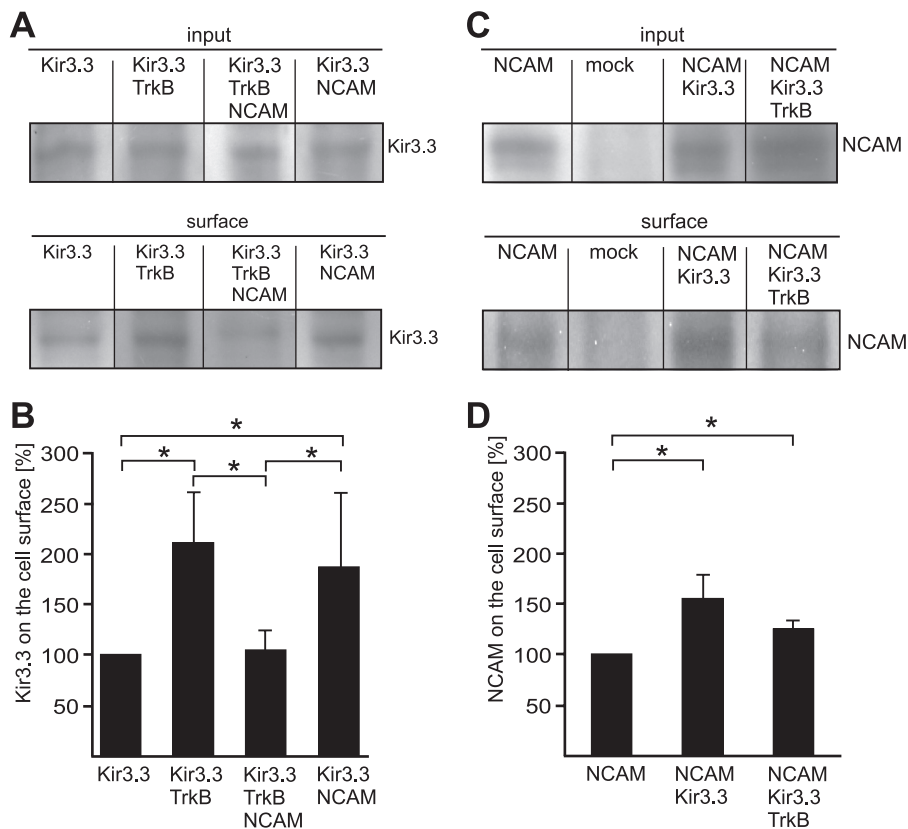 A
input
Kir3.3
Kir3.3
TrkB
Kir3.3
TrkB
NCAM
Kir3.3
NCAM
Kir3.3
surface
Kir3.3
Kir3.3
TrkB
Kir3.3
TrkB
NCAM
Kir3.3
NCAM
Kir3.3
B
Kir3.3 on the cell surface [%]
300
250
200
150
100
50
*
*
*
*
Kir3.3
Kir3.3
TrkB
Kir3.3
TrkB
NCAM
Kir3.3
NCAM
C
input
NCAM
mock
NCAM
Kir3.3
NCAM
Kir3.3
TrkB
NCAM
surface
NCAM
mock
NCAM
Kir3.3
NCAM
Kir3.3
TrkB
NCAM
D
NCAM on the cell surface [%]
300
250
200
150
100
50
*
*
NCAM
NCAM
Kir3.3
NCAM
Kir3.3
TrkB